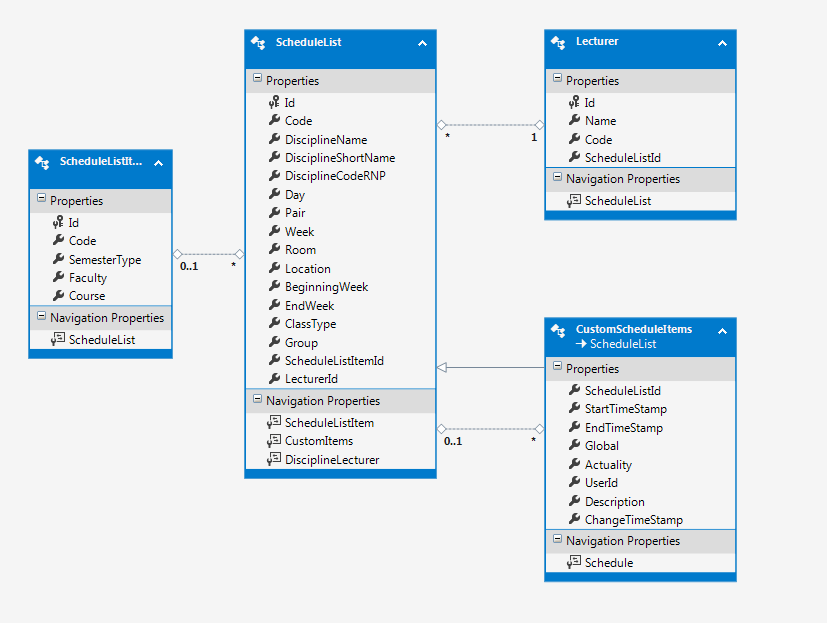 ScheduleListIt...
Properties
Id
Code
SemesterType
Faculty
Course
Navigation Properties
ScheduleList
0..1
*
ScheduleList
Properties
Id
Code
DisciplineName
DisciplineShortName
DisciplineCodeRNP
Day
Pair
Week
Room
Location
BeginningWeek
EndWeek
ClassType
Group
ScheduleListItemId
LecturerId
Navigation Properties
ScheduleListItem
CustomItems
DisciplineLecturer
*
1
Lecturer
Properties
Id
Name
Code
ScheduleListId
Navigation Properties
ScheduleList
0..1
*
CustomScheduleItems
ScheduleList
Properties
ScheduleListId
StartTimeStamp
EndTimeStamp
Global
Actuality
UserId
Description
ChangeTimeStamp
Navigation Properties
Schedule